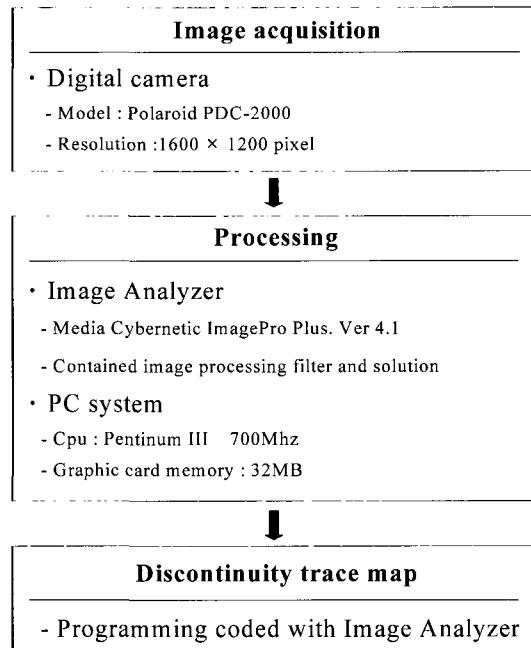 Image acquisition
· Digital camera
- Model : Polaroid PDC-2000
- Resolution :1600 × 1200 pixel
Processing
· Image Analyzer
- Media Cybernetic ImagePro Plus. Ver 4.1
- Contained image processing filter and solution
· PC system
- Cpu : Pentinum III 700Mhz
- Graphic card memory : 32MB
Discontinuity trace map
- Programming coded with Image Analyzer